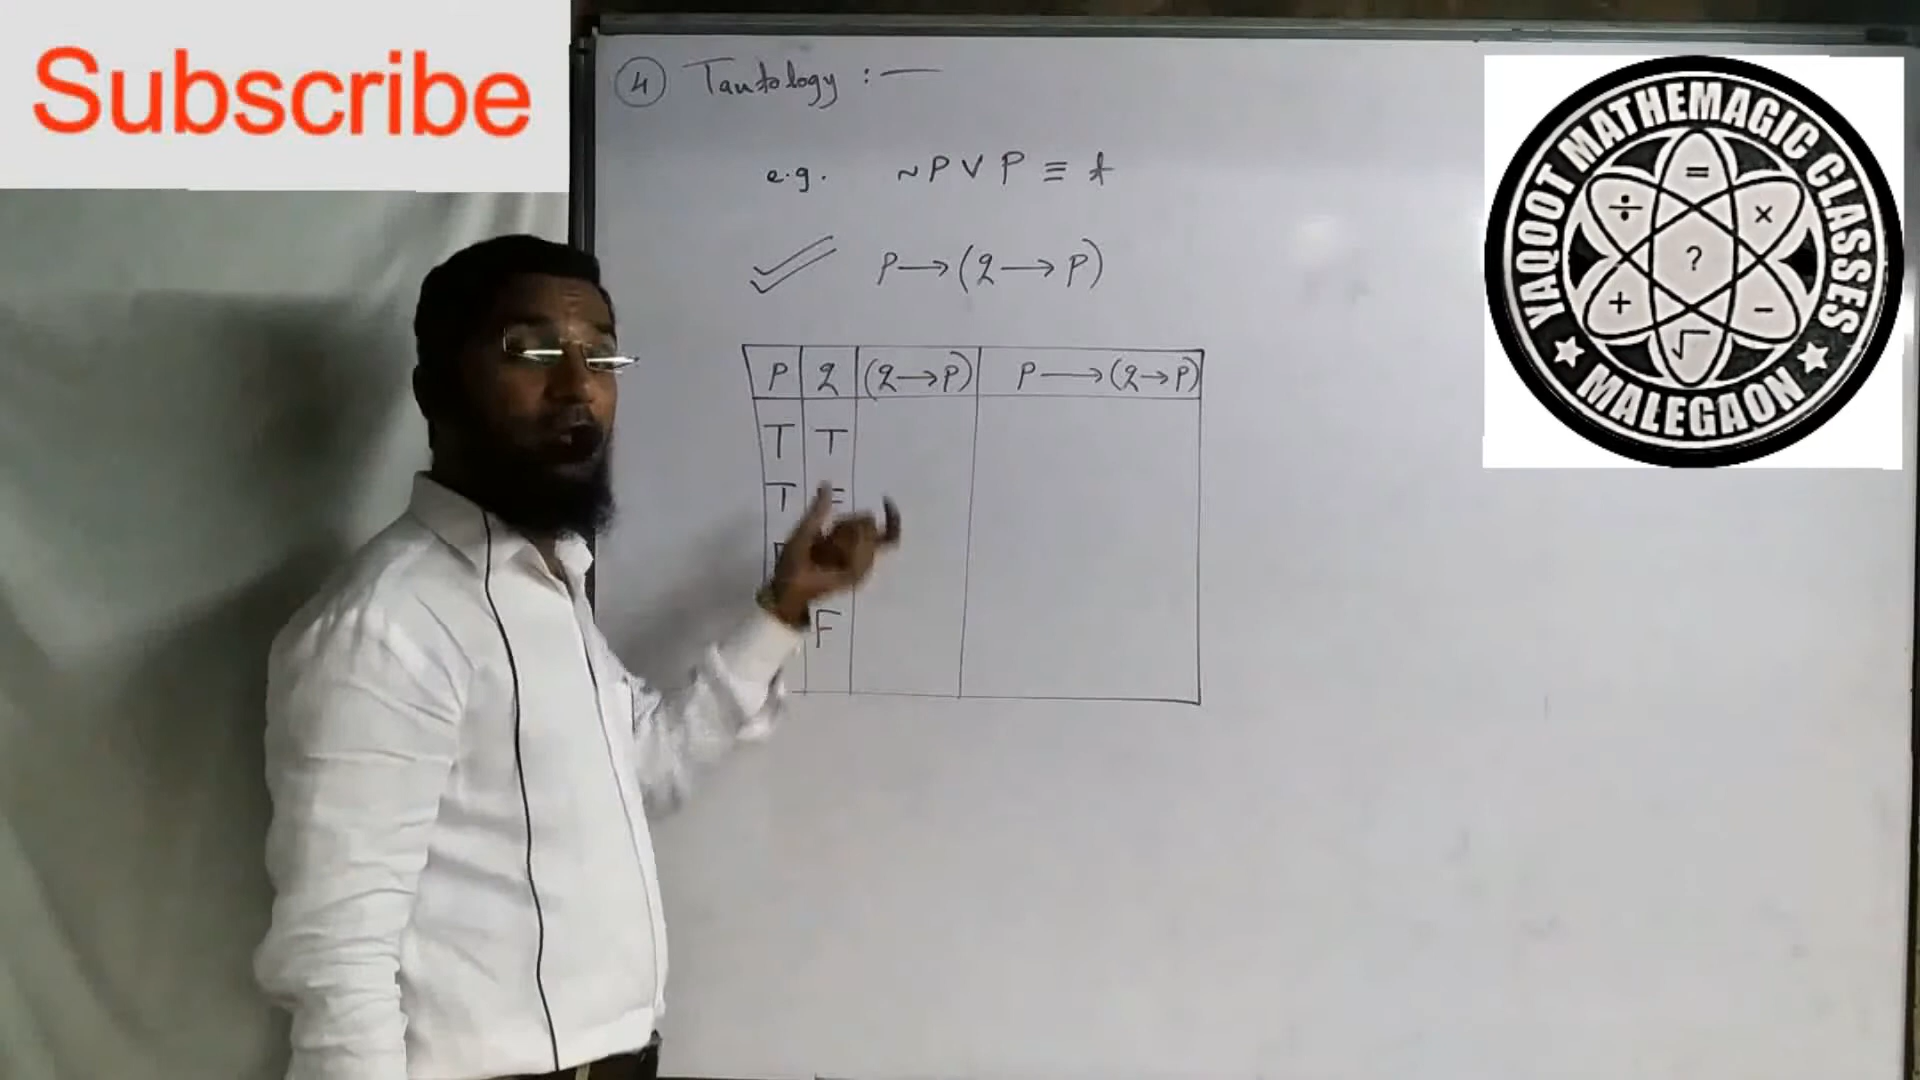 Subscribe
④ Tautology :—
e.g. ~P ∨ P ≡ t
P → (q → P)
P q (q → P) P → (q → P)
T T
T F
F
YAQOOT MATHEMAGIC CLASSES
÷ = ×
?
+ √ −
★ MALEGAON ★